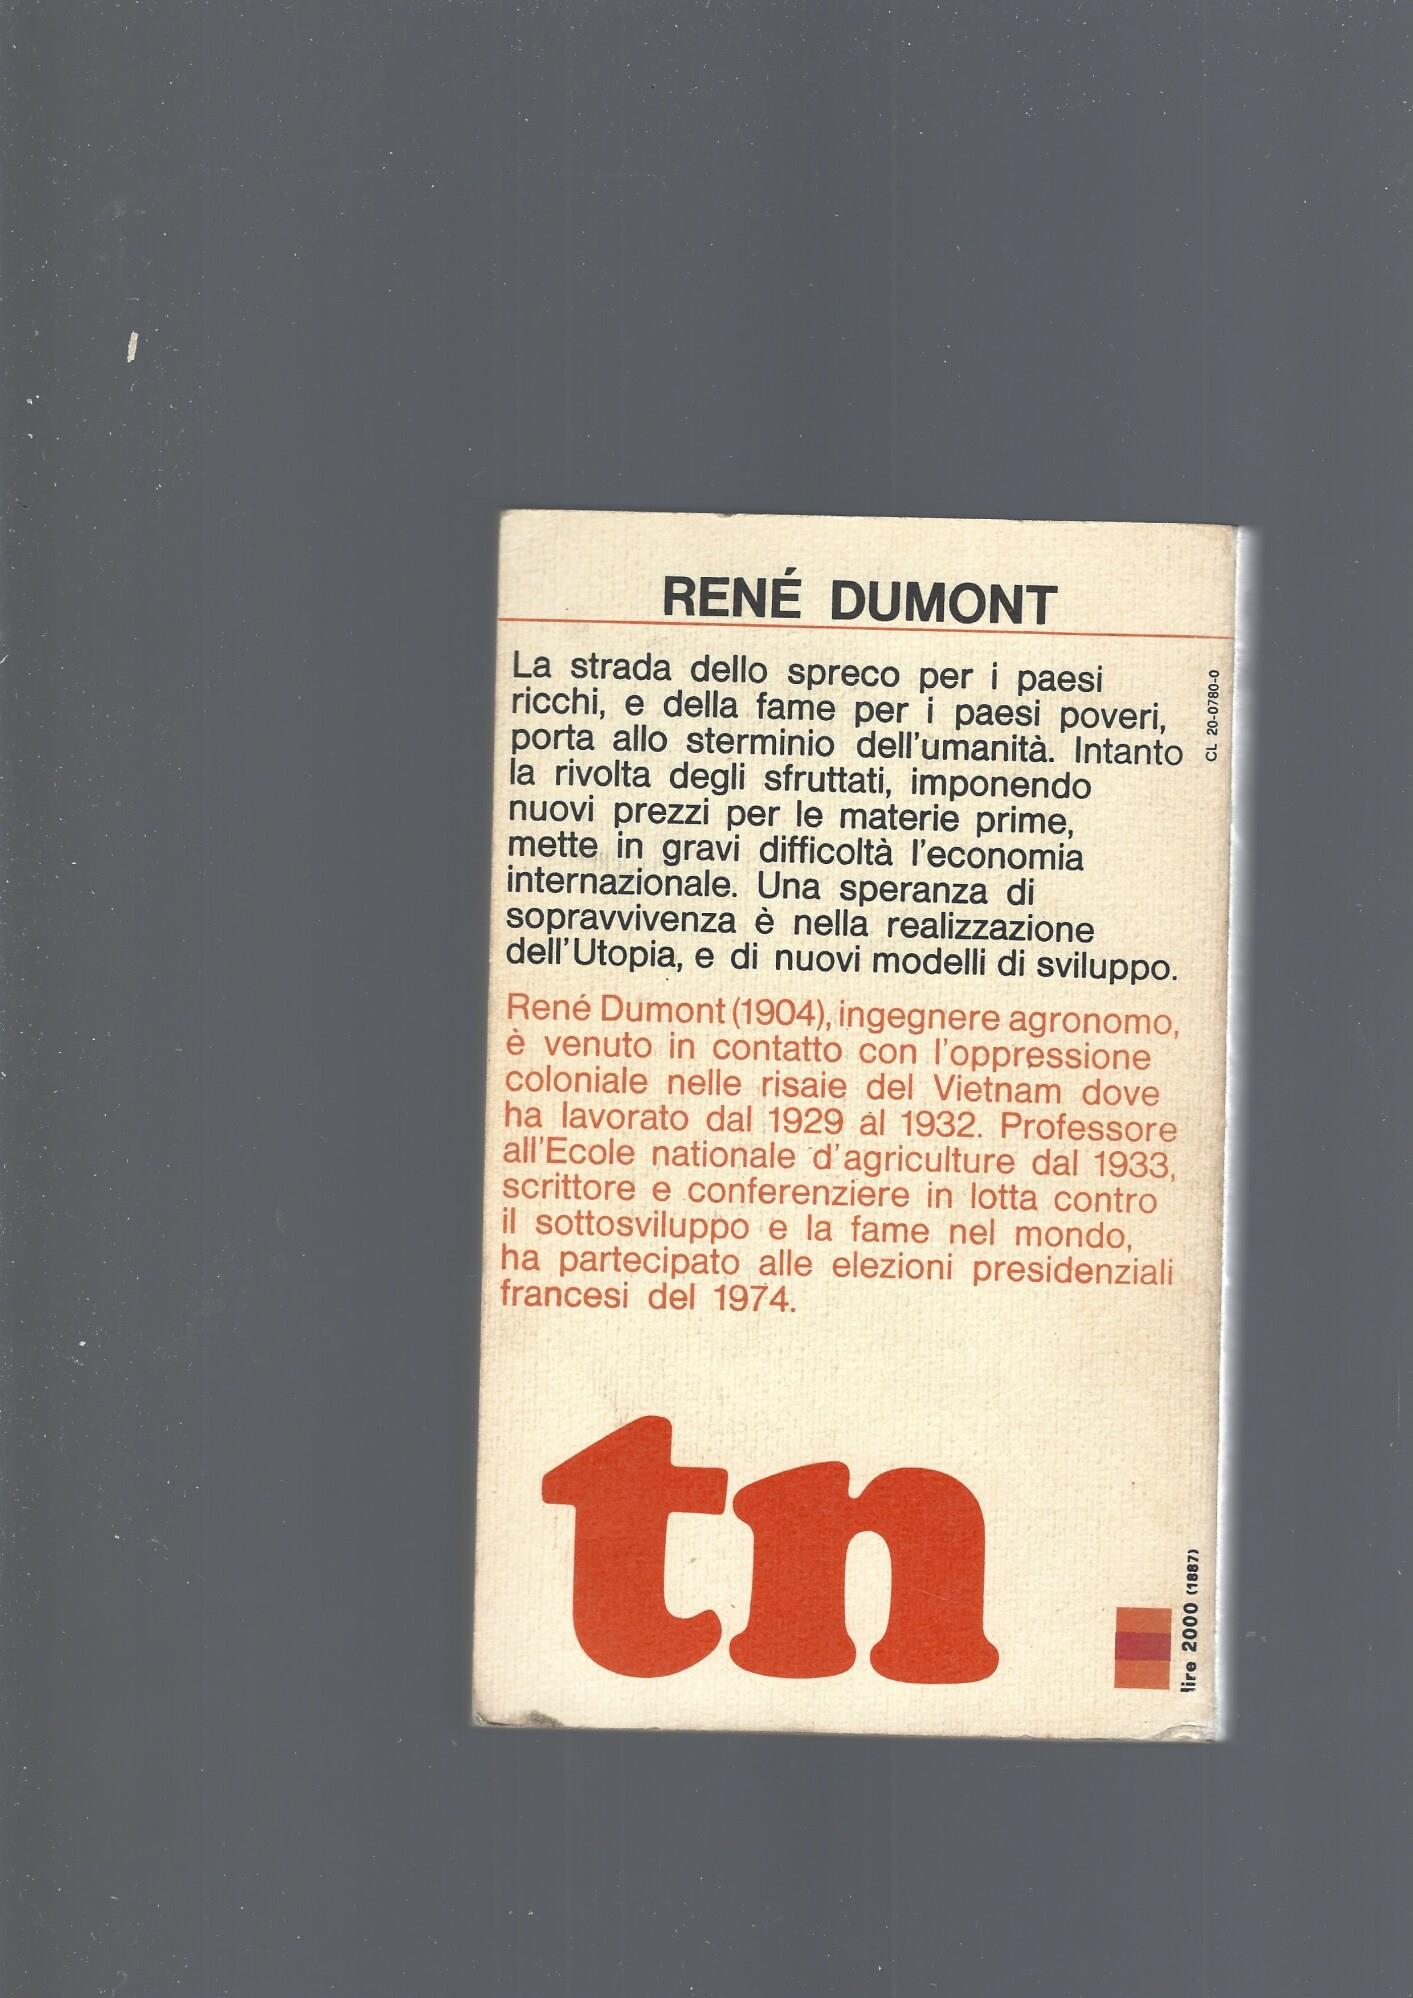 RENÉ DUMONT
La strada dello spreco per i paesi
ricchi, e della fame per i paesi poveri,
porta allo sterminio dell'umanità. Intanto
la rivolta degli sfruttati, imponendo
nuovi prezzi per le materie prime,
mette in gravi difficoltà l'economia
internazionale. Una speranza di
sopravvivenza è nella realizzazione
dell'Utopia, e di nuovi modelli di sviluppo.
René Dumont (1904), ingegnere agronomo,
è venuto in contatto con l'oppressione
coloniale nelle risaie del Vietnam dove
ha lavorato dal 1929 al 1932. Professore
all'Ecole nationale d'agriculture dal 1933,
scrittore e conferenziere in lotta contro
il sottosviluppo e la fame nel mondo,
ha partecipato alle elezioni presidenziali
francesi del 1974.
CL 20-0780-0
tn
lire 2000 (1887)